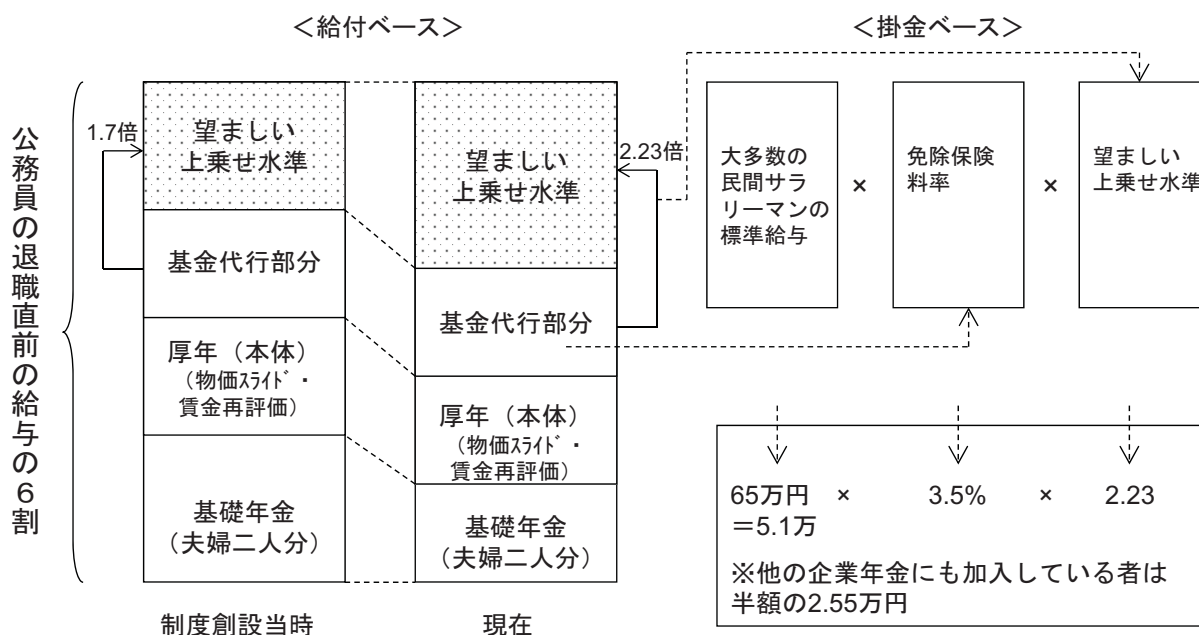 ＜給付ベース＞
＜掛金ベース＞
公務員の退職直前の給与の６割
1.7倍
望ましい
上乗せ水準
基金代行部分
厚年（本体）
（物価ｽﾗｲﾄﾞ・
賃金再評価）
基礎年金
（夫婦二人分）
制度創設当時
望ましい
上乗せ水準
2.23倍
基金代行部分
厚年（本体）
（物価ｽﾗｲﾄﾞ・
賃金再評価）
基礎年金
（夫婦二人分）
現在
大多数の
民間サラ
リーマンの
標準給与
×
免除保険
料率
×
望ましい
上乗せ水準
65万円 × 3.5% × 2.23
＝5.1万
※他の企業年金にも加入している者は
半額の2.55万円